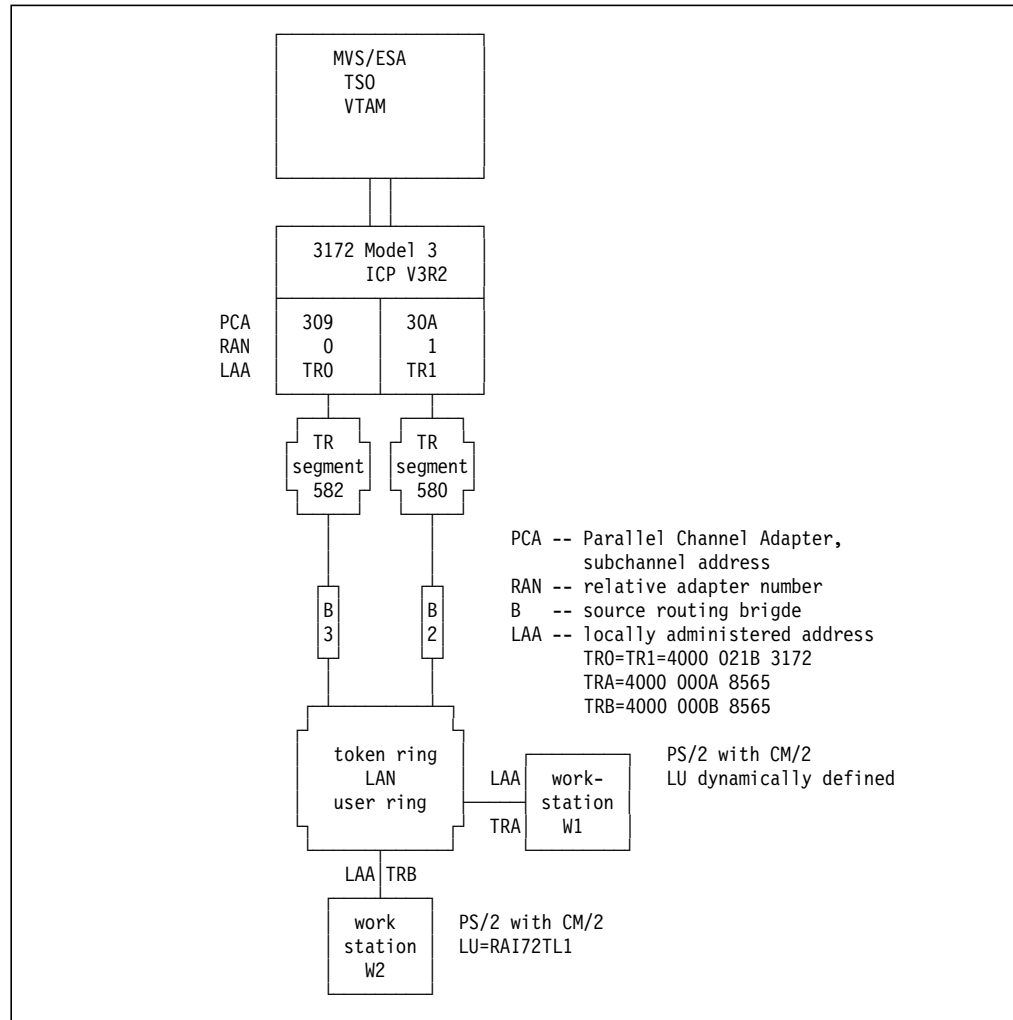 MVS/ESA
TSO
VTAM
3172 Model 3
ICP V3R2
PCA 309 30A
RAN 0 1
LAA TR0 TR1
TR TR
segment segment
582 580
PCA -- Parallel Channel Adapter,
subchannel address
RAN -- relative adapter number
B -- source routing brigde
LAA -- locally administered address
TR0=TR1=4000 021B 3172
TRA=4000 000A 8565
TRB=4000 000B 8565
B B
3 2
token ring
LAN
user ring
LAA
TRA
work-
station
W1
PS/2 with CM/2
LU dynamically defined
LAA TRB
work
station
W2
PS/2 with CM/2
LU=RAI72TL1